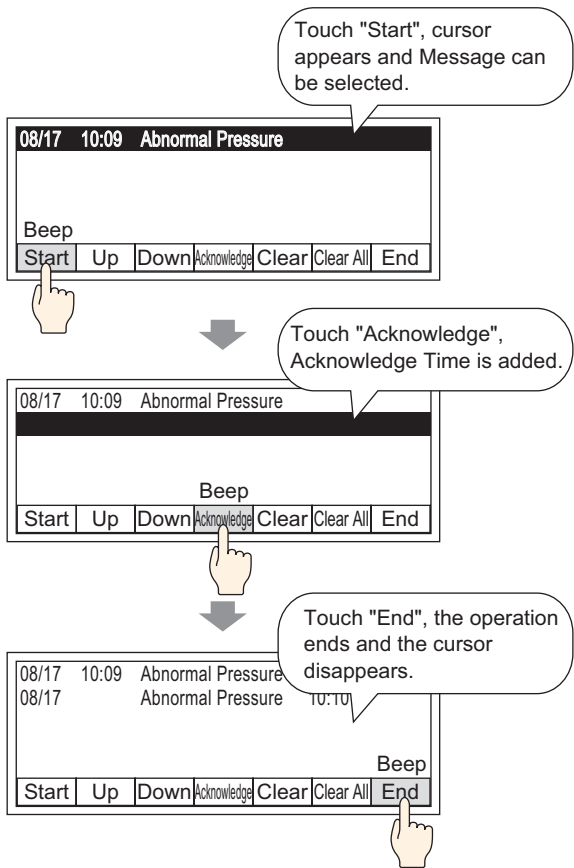 Touch "Start", cursor
appears and Message can
be selected.
08/17 10:09 Abnormal Pressure
Beep
Start Up Down Acknowledge Clear Clear All End
Touch "Acknowledge",
Acknowledge Time is added.
08/17 10:09 Abnormal Pressure
Beep
Start Up Down Acknowledge Clear Clear All End
Touch "End", the operation
ends and the cursor
disappears.
08/17 10:09 Abnormal Pressure
08/17 Abnormal Pressure 10:10
Beep
Start Up Down Acknowledge Clear Clear All End